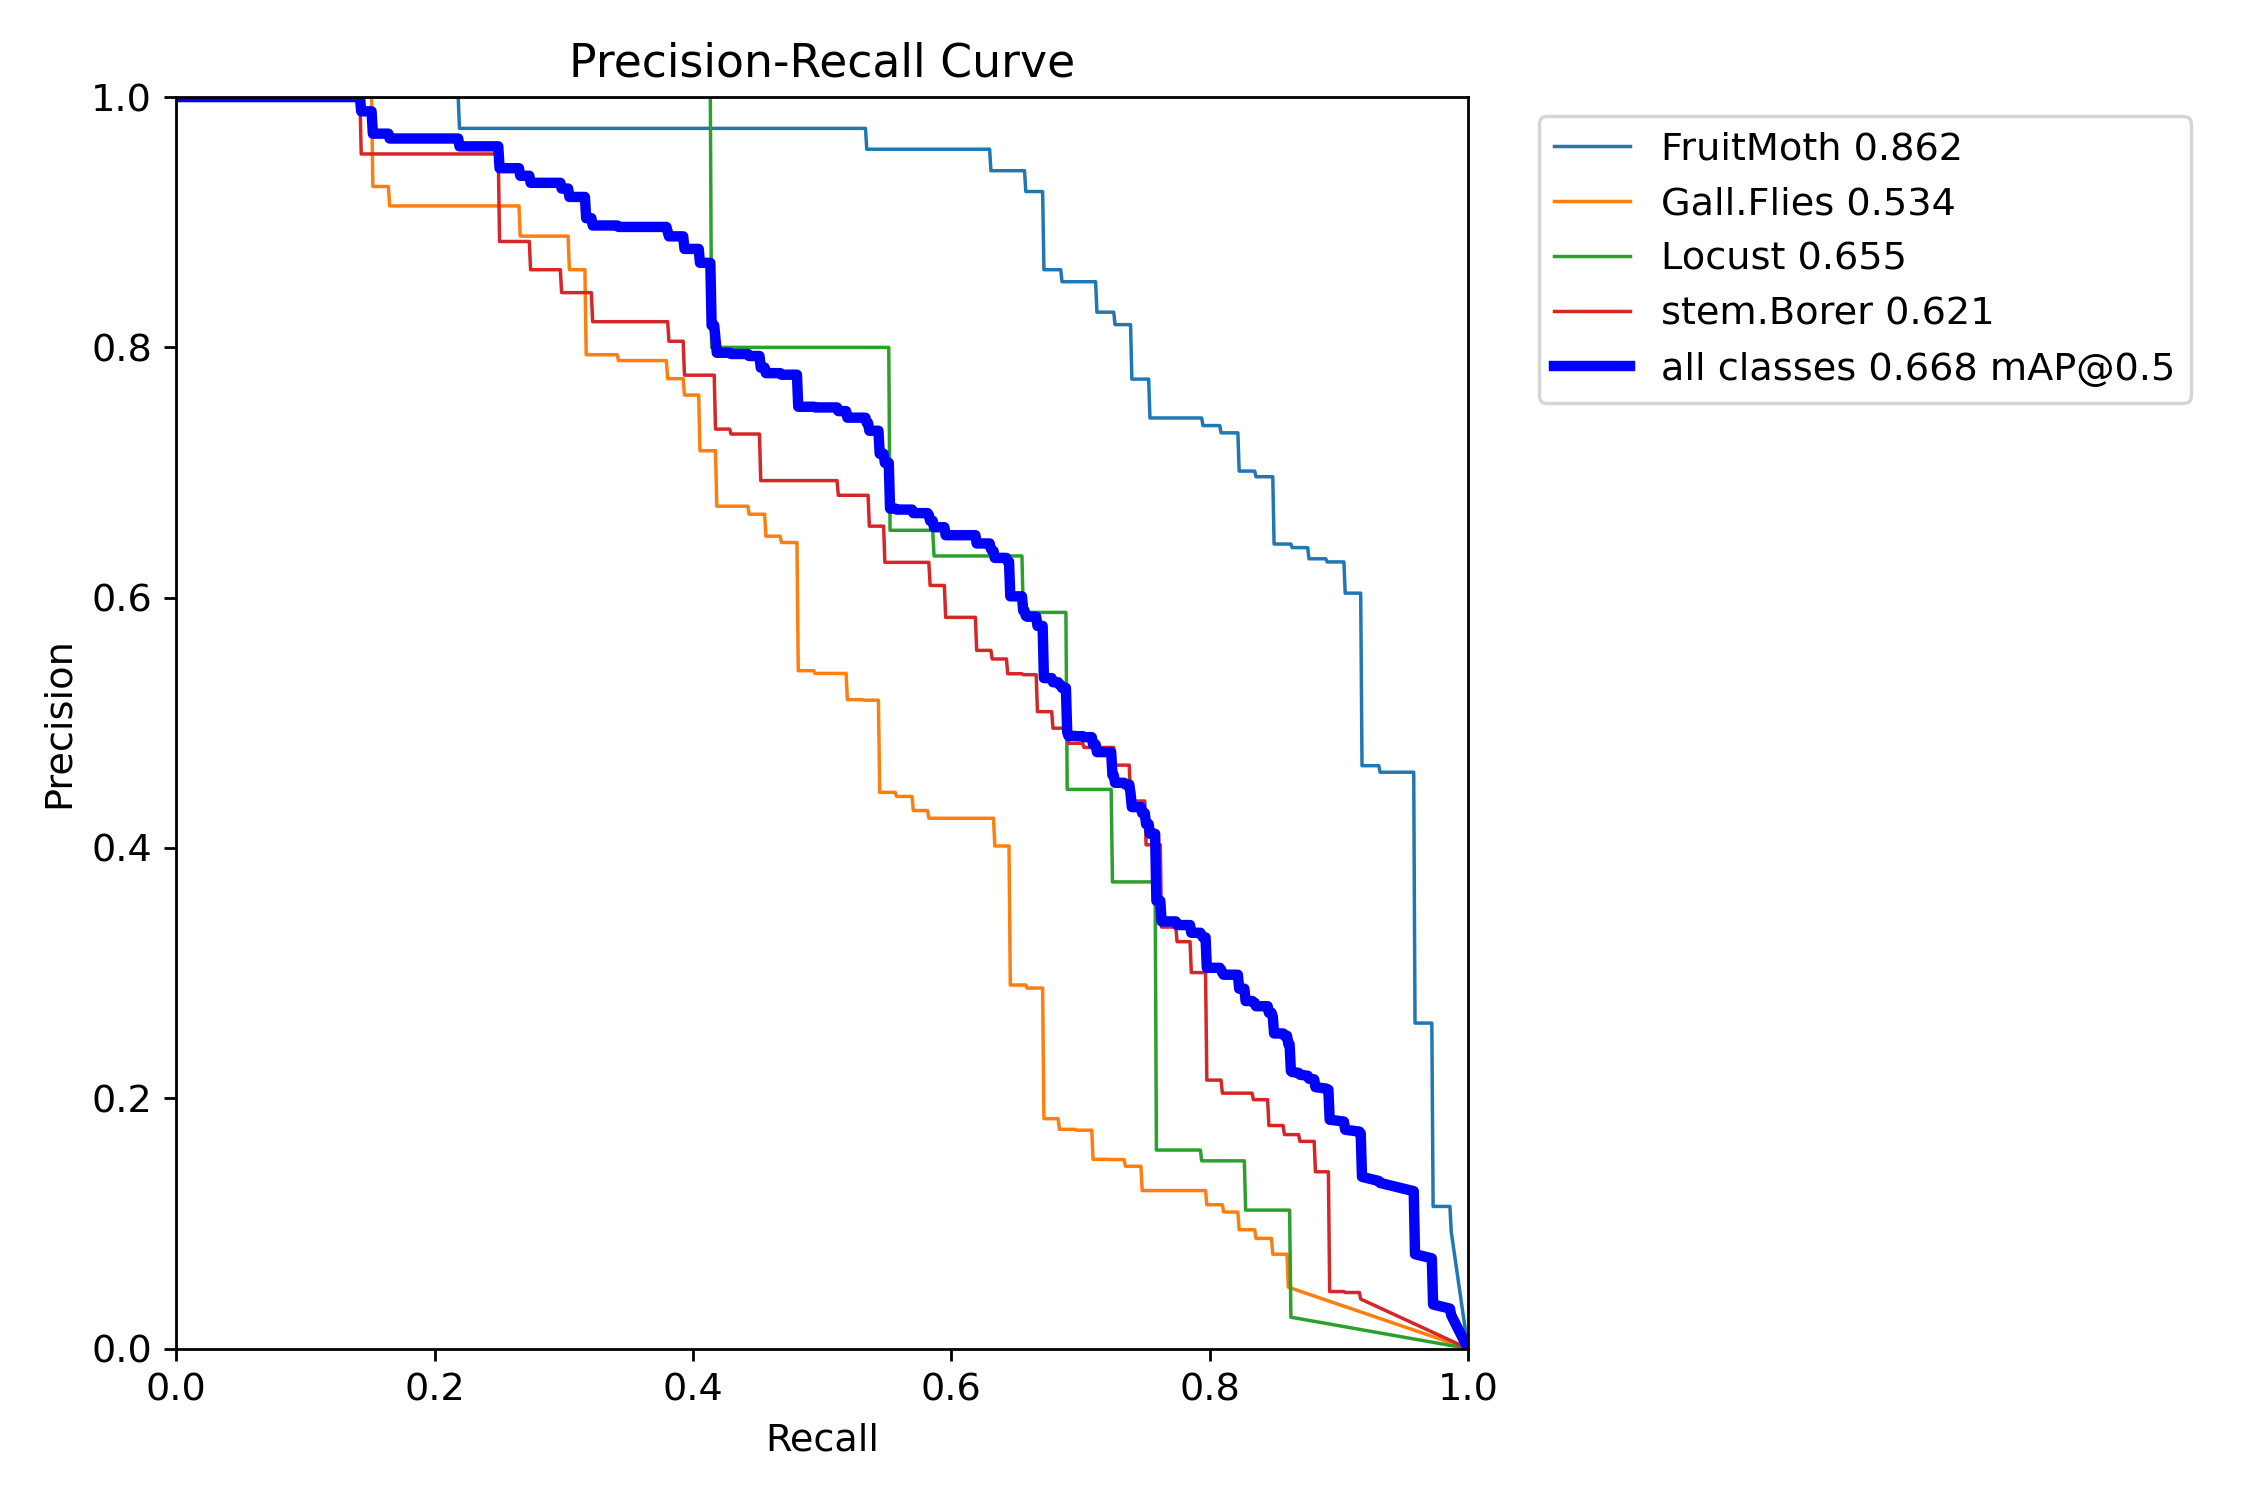 Precision-Recall Curve
1.0
0.8
0.6
0.4
0.2
0.0
Precision
0.0 0.2 0.4 0.6 0.8 1.0
Recall
FruitMoth 0.862
Gall.Flies 0.534
Locust 0.655
stem.Borer 0.621
all classes 0.668 mAP@0.5